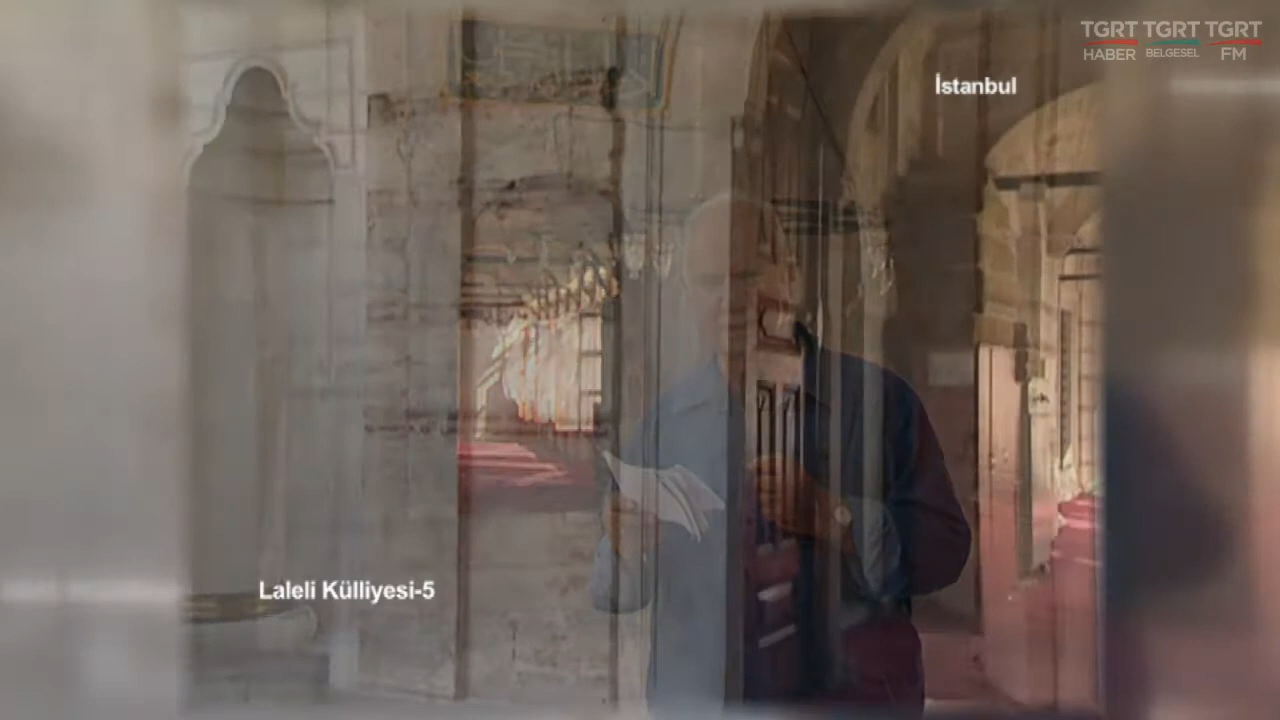 TGRT TGRT TGRT
HABER BELGESEL FM
İstanbul
Laleli Külliyesi-5